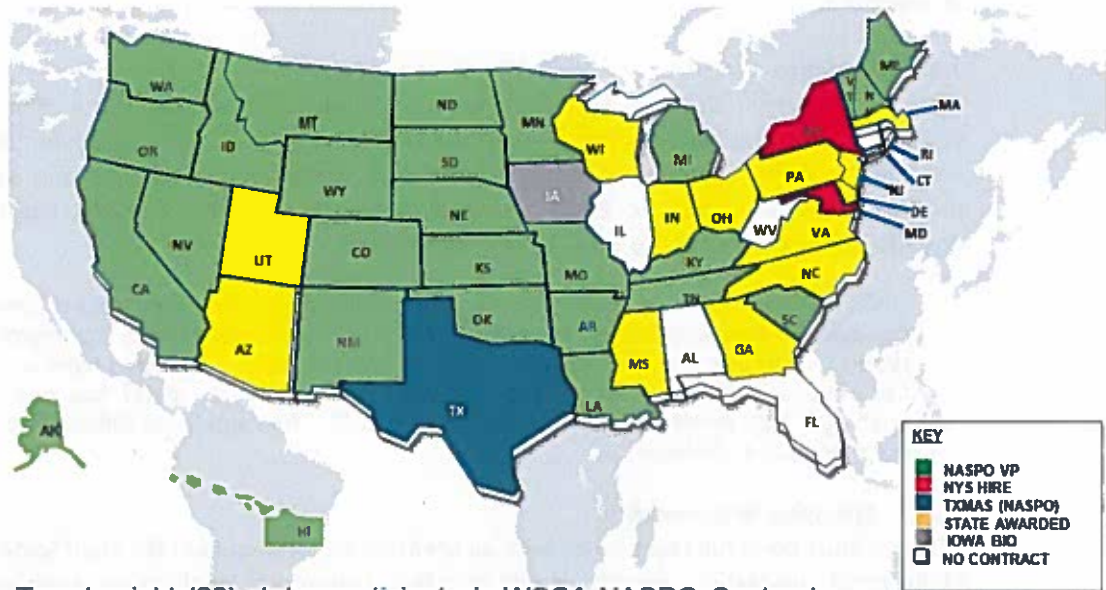 WA
MT
ND
MN
OR
ID
SD
WI
MI
ME
MA
WY
RI
CT
NJ
DE
MD
PA
NV
UT
CO
NE
IA
IL
IN
OH
WV
VA
CA
KS
MO
KY
NC
TN
AZ
NM
OK
AR
SC
MS
AL
GA
TX
LA
FL
AK
HI
KEY
NASPO VP
NYS HIRE
TXMAS (NASPO)
STATE AWARDED
IOWA BIO
NO CONTRACT